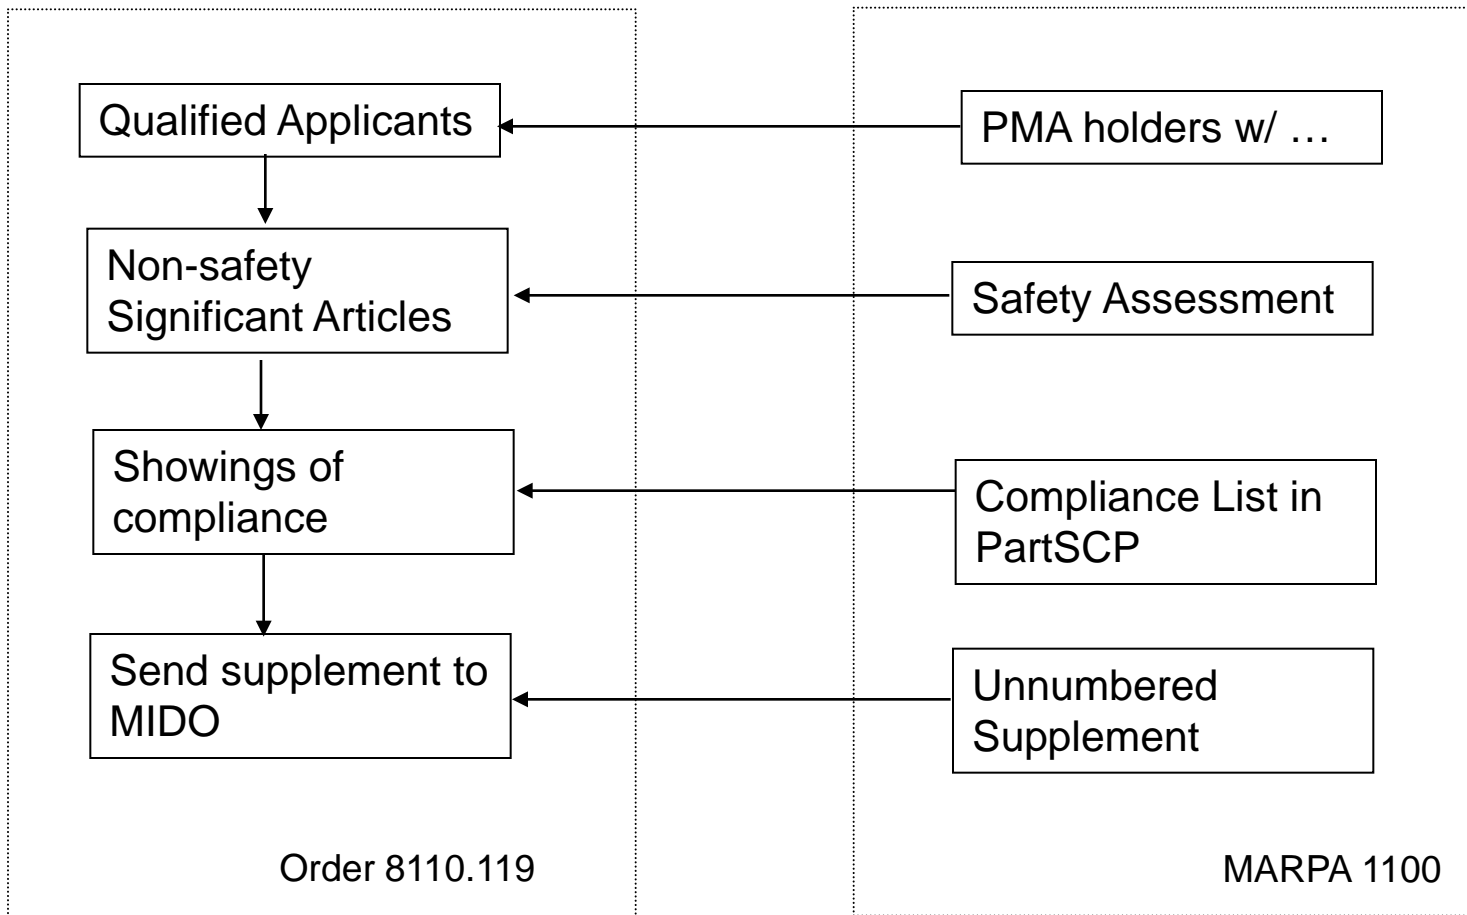 Qualified Applicants
PMA holders w/ …
Non-safety
Significant Articles
Safety Assessment
Showings of
compliance
Compliance List in
PartSCP
Send supplement to
MIDO
Unnumbered
Supplement
Order 8110.119
MARPA 1100